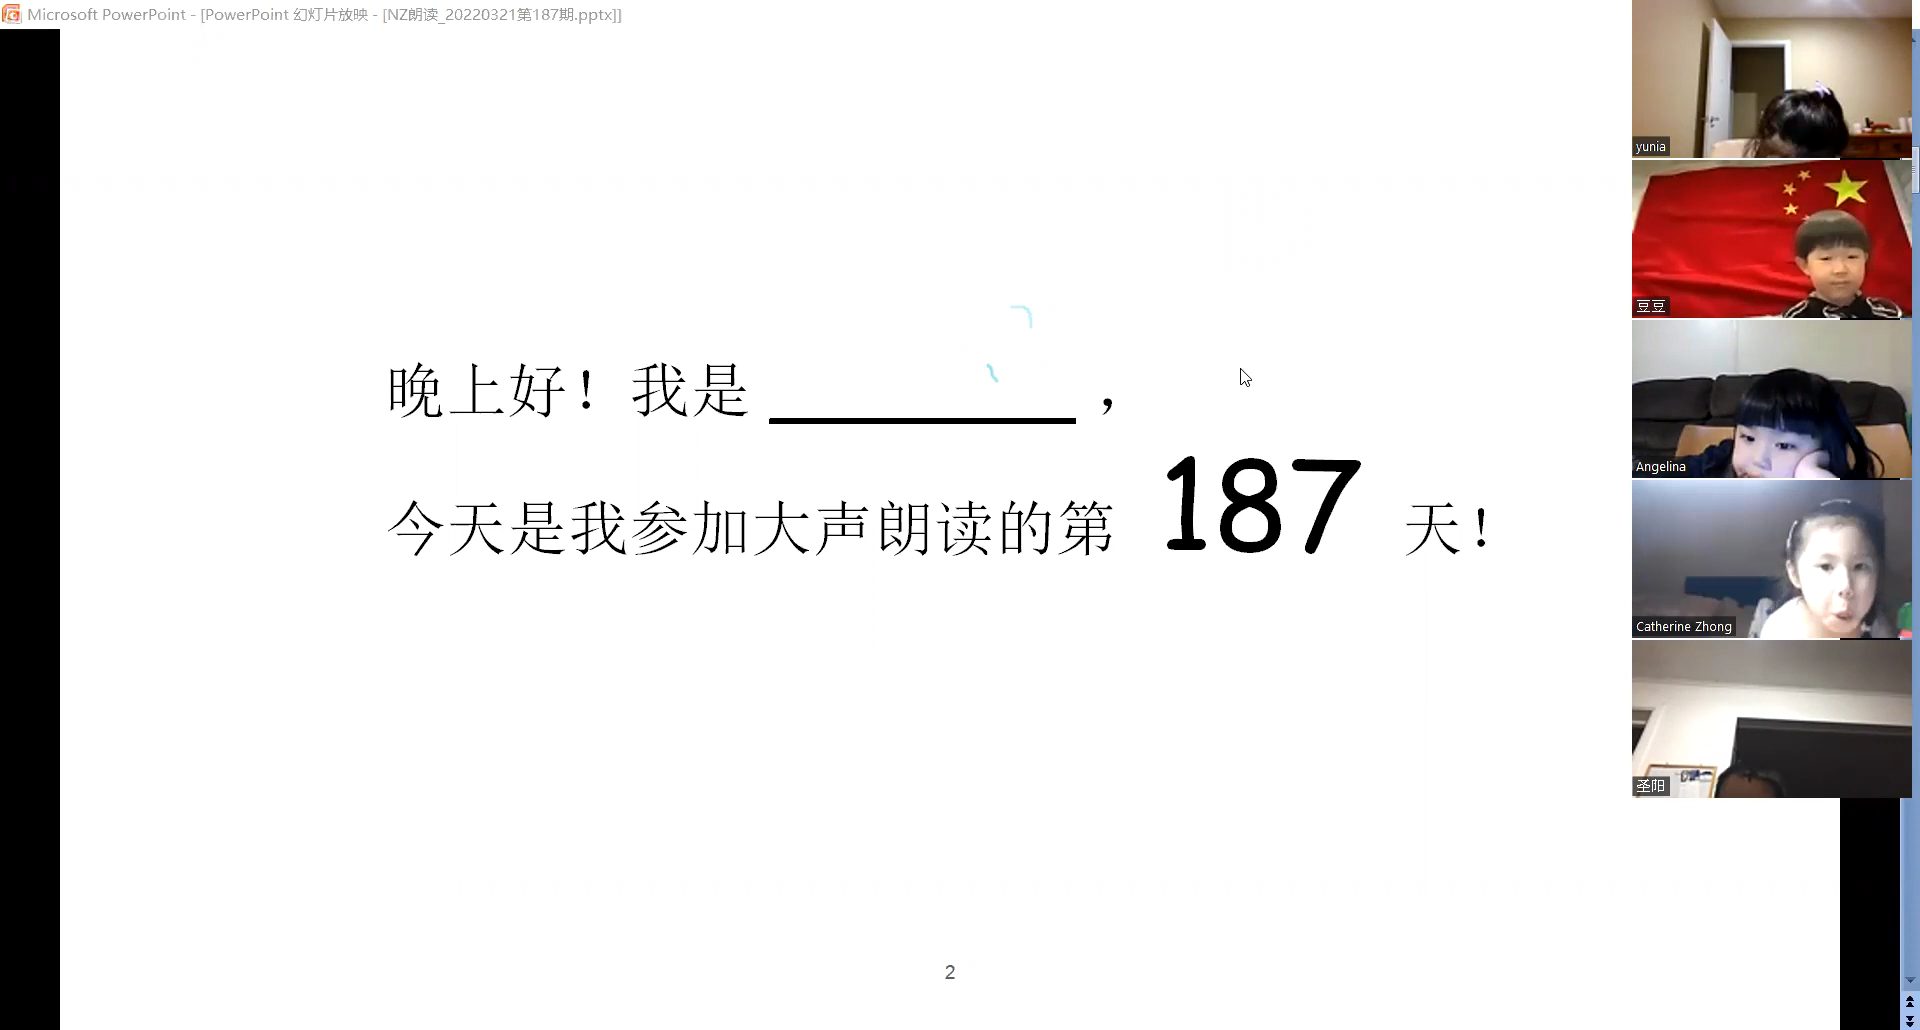 Microsoft PowerPoint - [PowerPoint 幻灯片放映 - [NZ朗读_20220321第187期.pptx]]
晚上好！我是 ＿＿＿＿＿，
今天是我参加大声朗读的第 187 天！
2
yunia
豆豆
Angelina
Catherine Zhong
圣阳